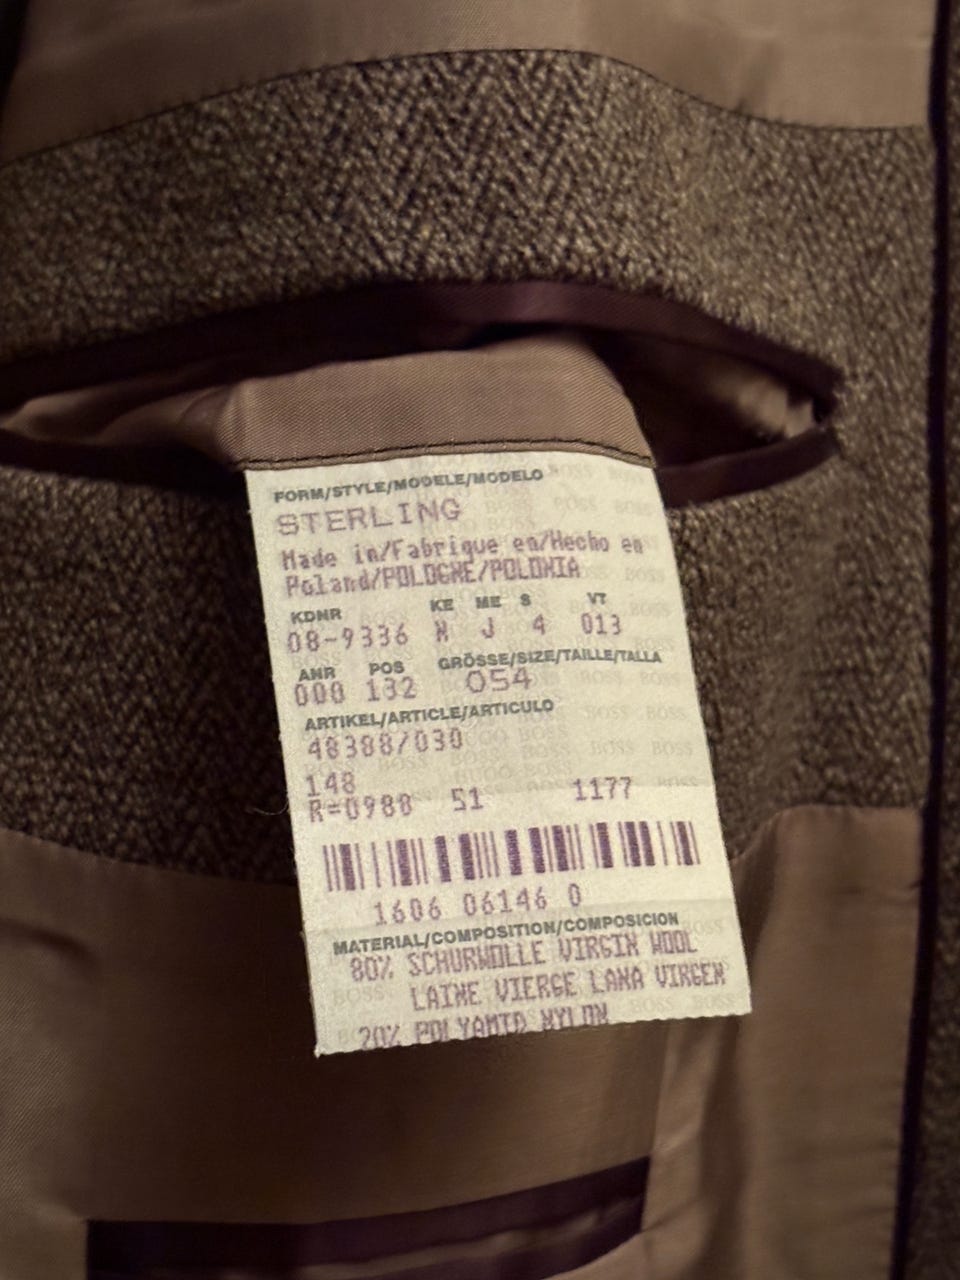 FORM/STYLE/MODELE/MODELO
STERLING
Made in/Fabrique en/Hecho en
Poland/POLOGNE/POLONIA
KDNR KE ME S VT
08-9336 N J 4 013
ANR POS GRÖSSE/SIZE/TAILLE/TALLA
000 132 054
ARTIKEL/ARTICLE/ARTICULO
48388/030
148
R=0988 51 1177
1606 06146 0
MATERIAL/COMPOSITION/COMPOSICION
80% SCHURWOLLE VIRGIN WOOL
LAINE VIERGE LANA VIRGEN
20% POLYAMID NYLON